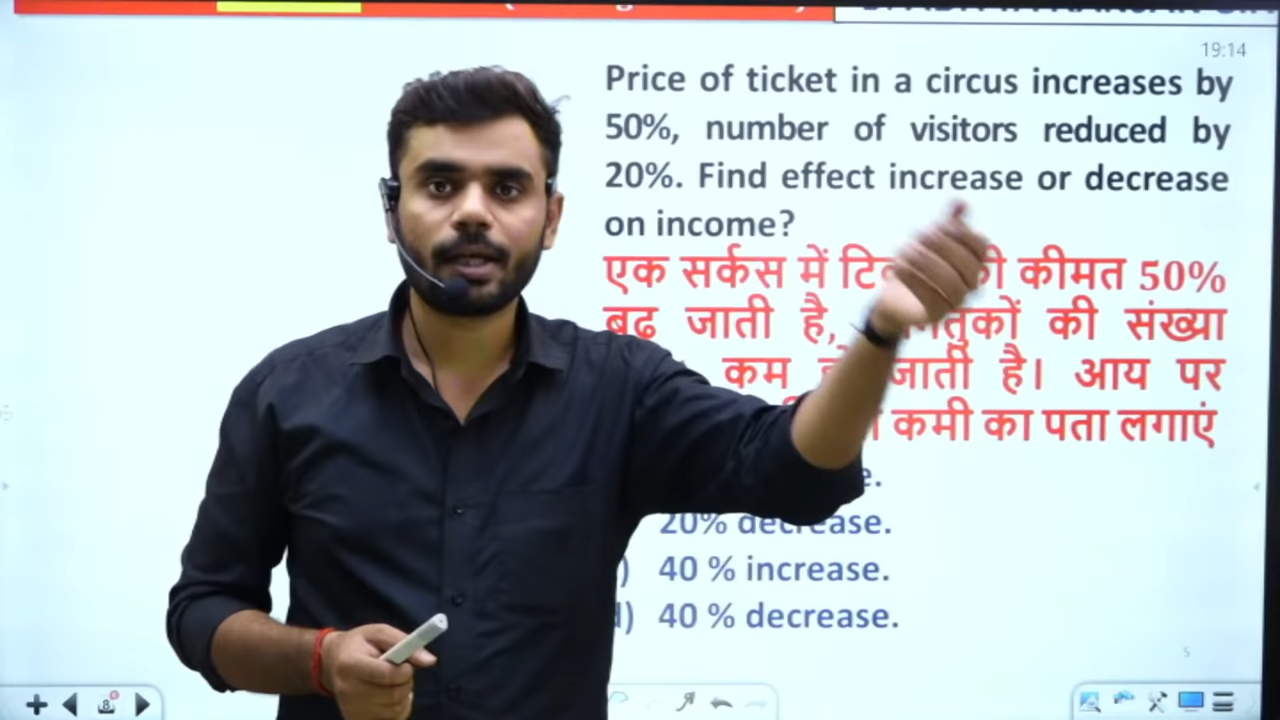 19:14
Price of ticket in a circus increases by
50%, number of visitors reduced by
20%. Find effect increase or decrease
on income?
एक सर्कस में की कीमत 50%
बढ जाती है, की संख्या
कम जाती है। आय पर
कमी का पता लगाएं
20% decrease.
40 % increase.
d) 40 % decrease.
5
8